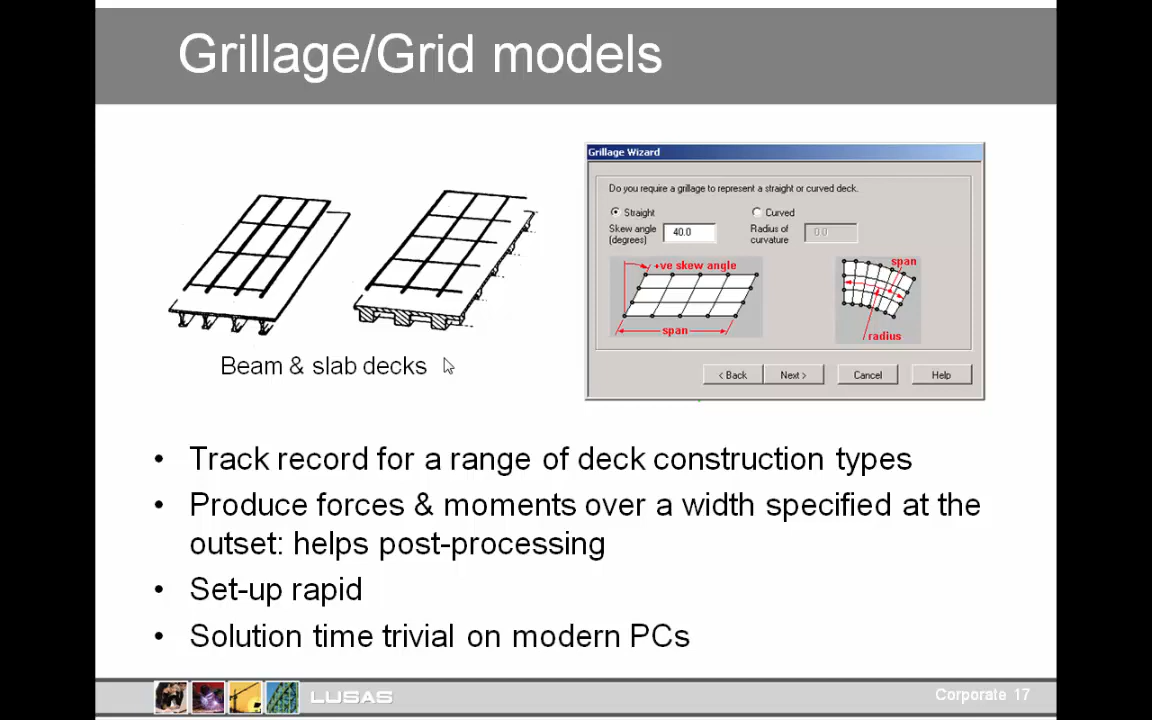 Grillage/Grid models
Grillage Wizard
Do you require a grillage to represent a straight or curved deck.
Straight
Curved
Skew angle
(degrees)
40.0
Radius of
curvature
0.0
+ve skew angle
span
span
radius
< Back
Next >
Cancel
Help
Beam & slab decks
• Track record for a range of deck construction types
• Produce forces & moments over a width specified at the
outset: helps post-processing
• Set-up rapid
• Solution time trivial on modern PCs
LUSAS
Corporate 17